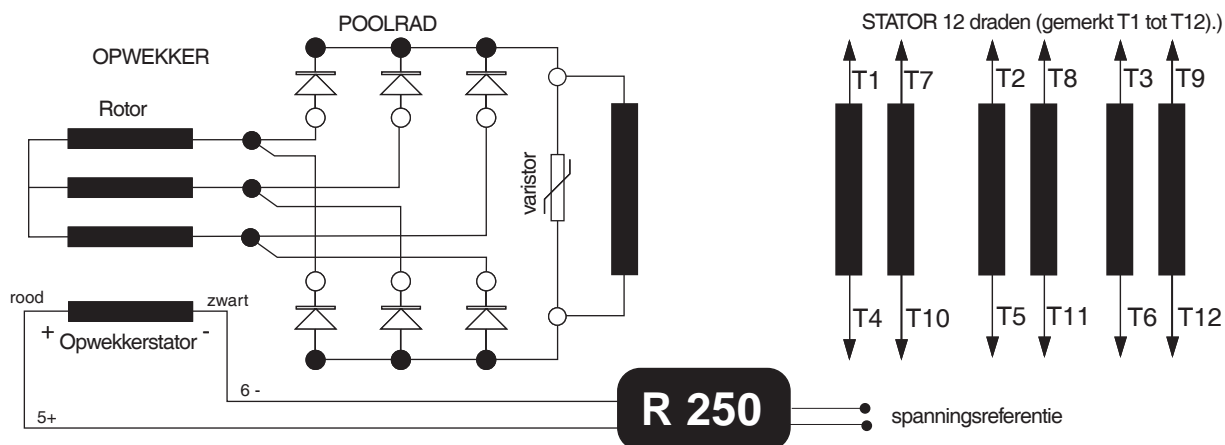 POOLRAD
STATOR 12 draden (gemerkt T1 tot T12).)
OPWEKKER
T1 T7 T2 T8 T3 T9
Rotor
varistor
rood
zwart
+ -
Opwekkerstator
T4 T10 T5 T11 T6 T12
6 -
5+
R 250
spanningsreferentie